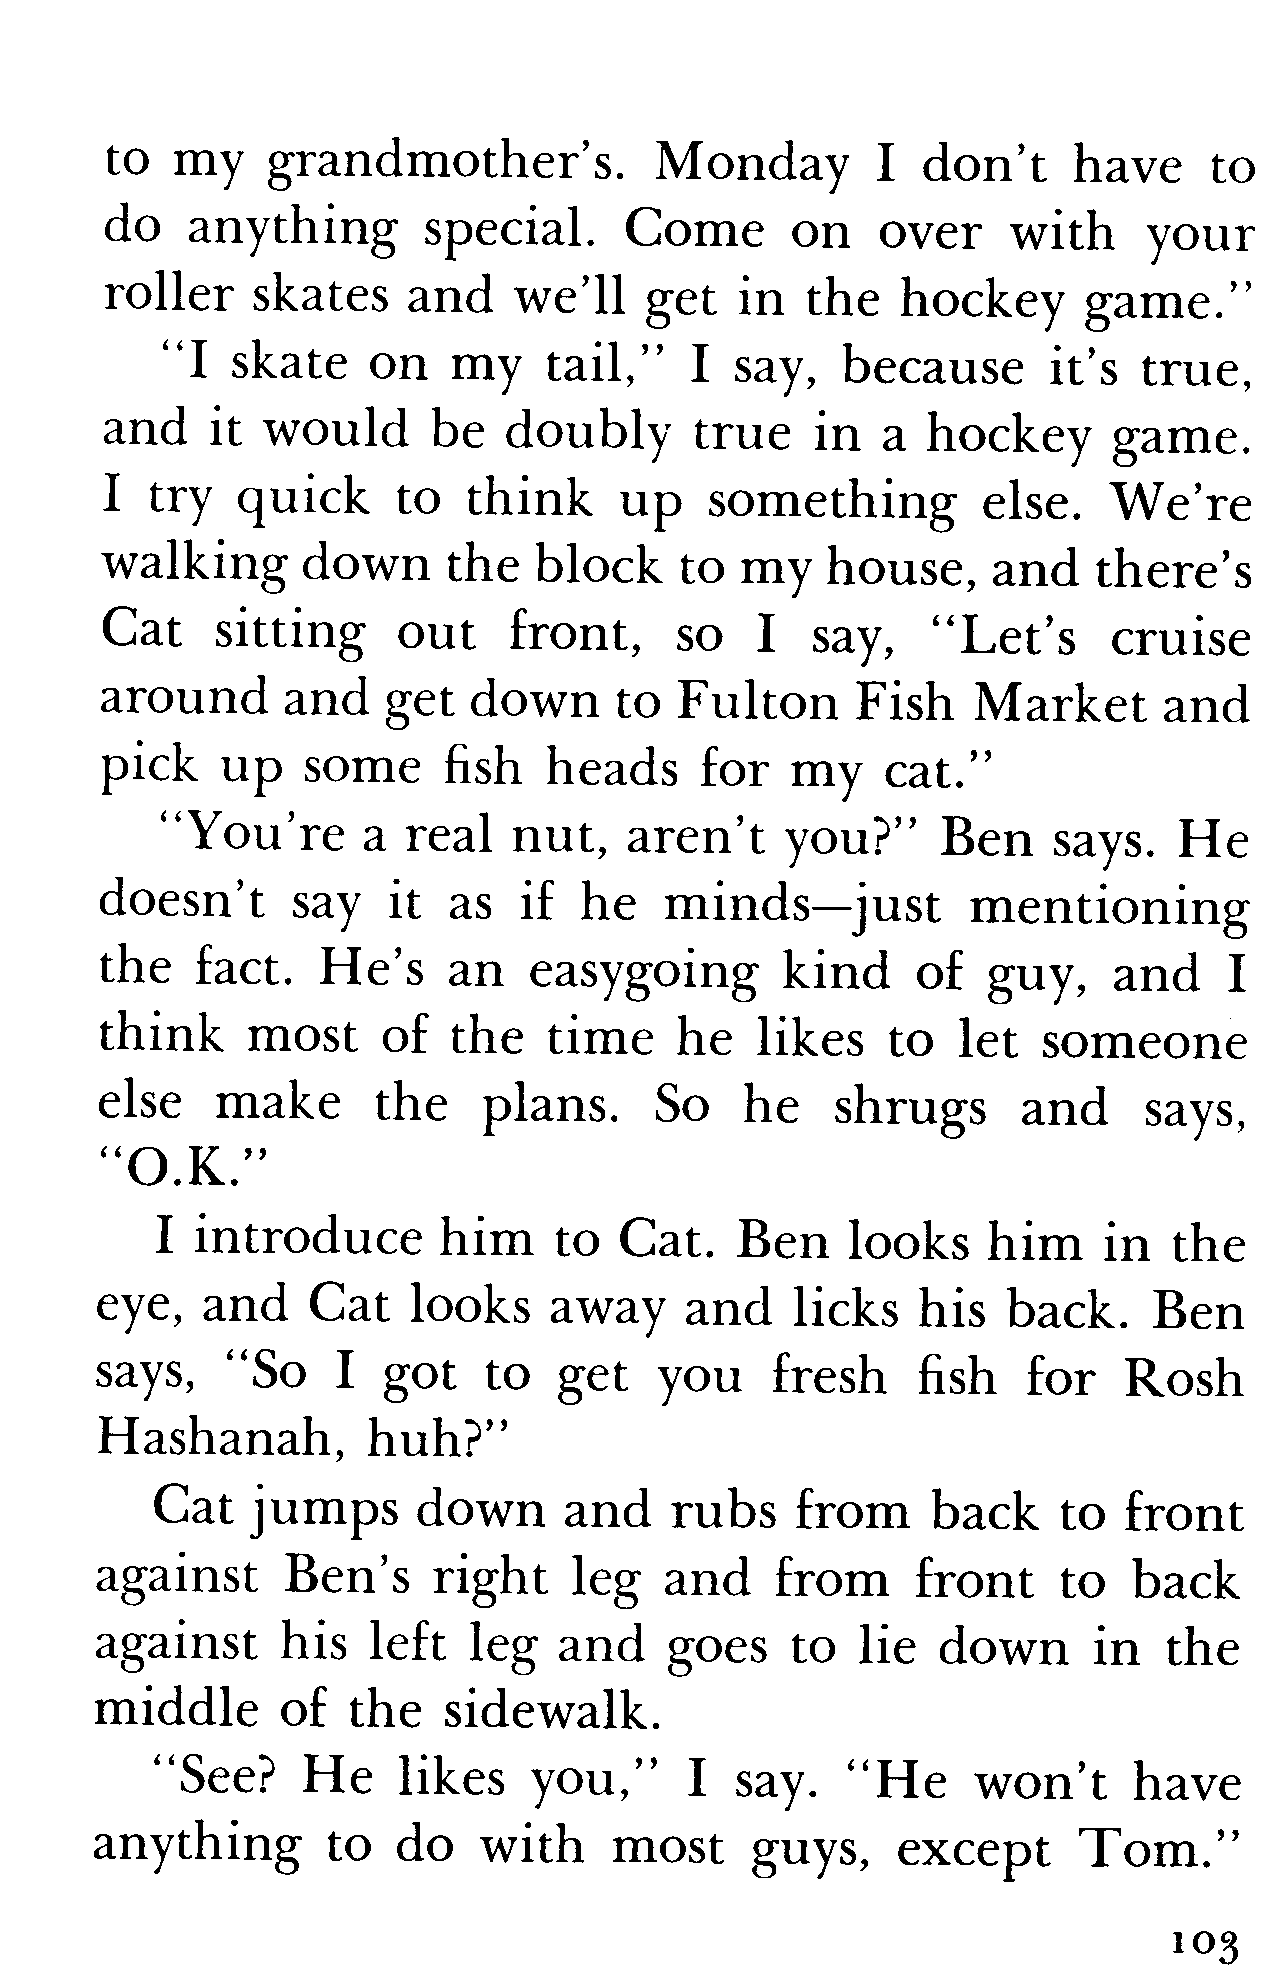 to my grandmother's. Monday I don't have to
do anything special. Come on over with your
roller skates and we'll get in the hockey game."
"I skate on my tail," I say, because it's true,
and it would be doubly true in a hockey game.
I try quick to think up something else. We're
walking down the block to my house, and there's
Cat sitting out front, so I say, "Let's cruise
around and get down to Fulton Fish Market and
pick up some fish heads for my cat."
"You're a real nut, aren't you?" Ben says. He
doesn't say it as if he minds—just mentioning
the fact. He's an easygoing kind of guy, and I
think most of the time he likes to let someone
else make the plans. So he shrugs and says,
"O.K."
I introduce him to Cat. Ben looks him in the
eye, and Cat looks away and licks his back. Ben
says, "So I got to get you fresh fish for Rosh
Hashanah, huh?"
Cat jumps down and rubs from back to front
against Ben's right leg and from front to back
against his left leg and goes to lie down in the
middle of the sidewalk.
"See? He likes you," I say. "He won't have
anything to do with most guys, except Tom."
103